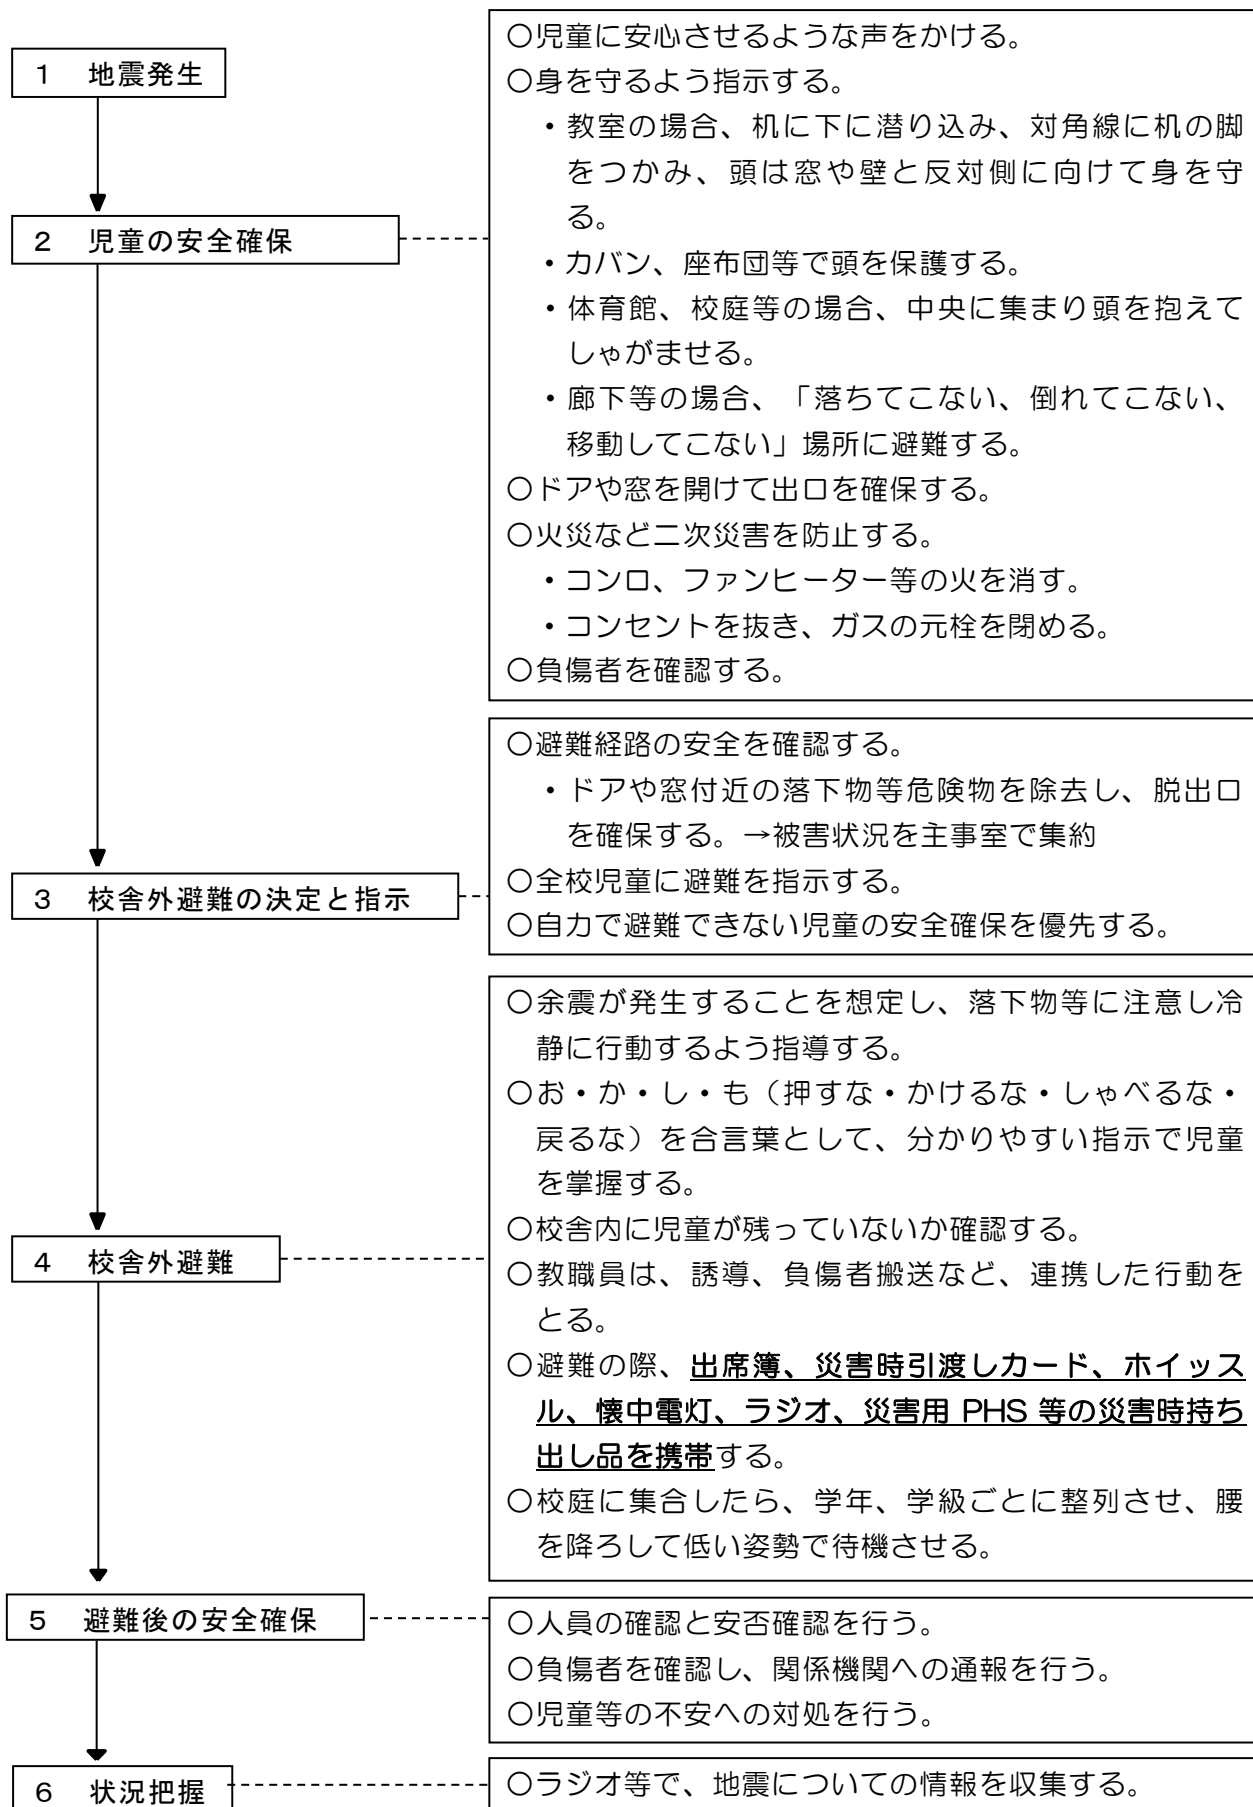 １　地震発生
○児童に安心させるような声をかける。
○身を守るよう指示する。
・教室の場合、机に下に潜り込み、対角線に机の脚
をつかみ、頭は窓や壁と反対側に向けて身を守
る。
２　児童の安全確保
・カバン、座布団等で頭を保護する。
・体育館、校庭等の場合、中央に集まり頭を抱えて
しゃがませる。
・廊下等の場合、「落ちてこない、倒れてこない、
移動してこない」場所に避難する。
○ドアや窓を開けて出口を確保する。
○火災など二次災害を防止する。
・コンロ、ファンヒーター等の火を消す。
・コンセントを抜き、ガスの元栓を閉める。
○負傷者を確認する。
○避難経路の安全を確認する。
・ドアや窓付近の落下物等危険物を除去し、脱出口
を確保する。→被害状況を主事室で集約
３　校舎外避難の決定と指示
○全校児童に避難を指示する。
○自力で避難できない児童の安全確保を優先する。
○余震が発生することを想定し、落下物等に注意し冷
静に行動するよう指導する。
○お・か・し・も（押すな・かけるな・しゃべるな・
戻るな）を合言葉として、分かりやすい指示で児童
を掌握する。
４　校舎外避難
○校舎内に児童が残っていないか確認する。
○教職員は、誘導、負傷者搬送など、連携した行動を
とる。
○避難の際、出席簿、災害時引渡しカード、ホイッス
ル、懐中電灯、ラジオ、災害用 PHS 等の災害時持ち
出し品を携帯する。
○校庭に集合したら、学年、学級ごとに整列させ、腰
を降ろして低い姿勢で待機させる。
５　避難後の安全確保
○人員の確認と安否確認を行う。
○負傷者を確認し、関係機関への通報を行う。
○児童等の不安への対処を行う。
６　状況把握
○ラジオ等で、地震についての情報を収集する。